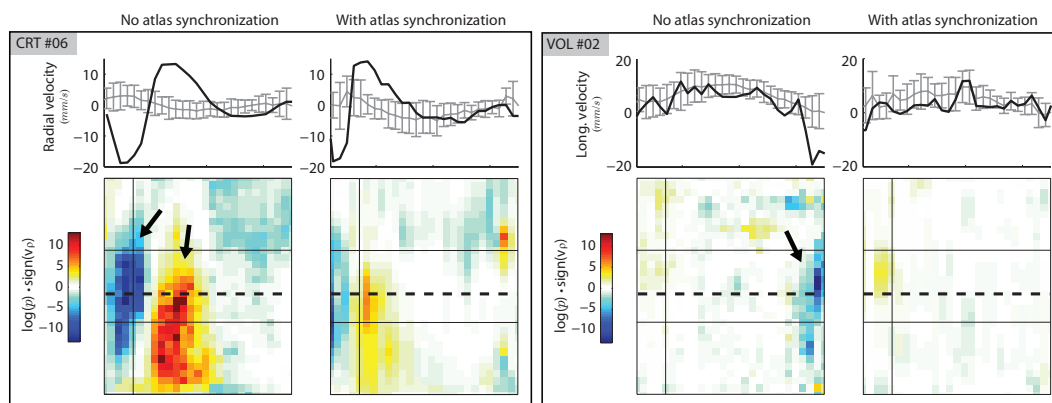 No atlas synchronization
With atlas synchronization
No atlas synchronization
With atlas synchronization
CRT #06
VOL #02
Radial velocity
(mm/s)
10
0
−10
−20
10
0
−10
−20
Long. velocity
(mm/s)
20
0
−20
20
0
−20
log(p) • sign(vρ)
10
5
0
−5
−10
log(p) • sign(vρ)
10
5
0
−5
−10